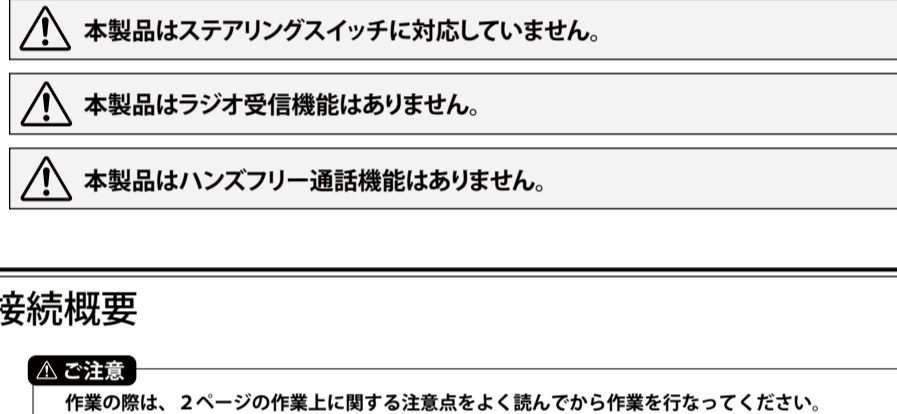 本製品はステアリングスイッチに対応していません。
本製品はラジオ受信機能はありません。
本製品はハンズフリー通話機能はありません。
接続概要
ご注意
作業の際は、2ページの作業上に関する注意点をよく読んでから作業を行なってください。